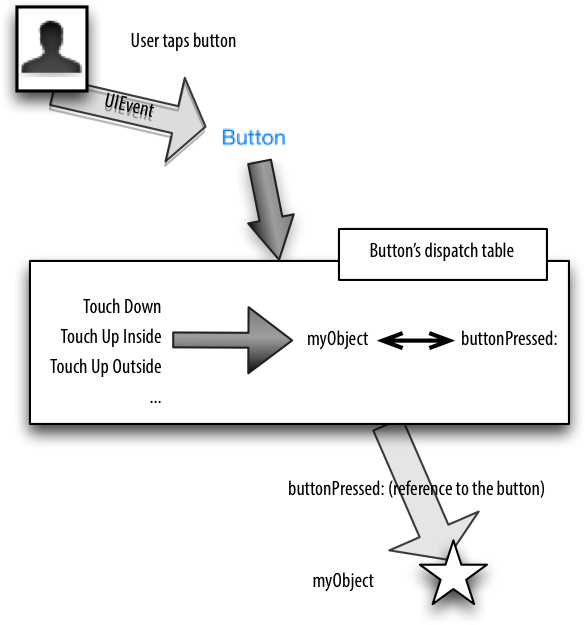 User taps button
UIEvent
Button
Button’s dispatch table
Touch Down
Touch Up Inside
Touch Up Outside
...
myObject
buttonPressed:
buttonPressed: (reference to the button)
myObject